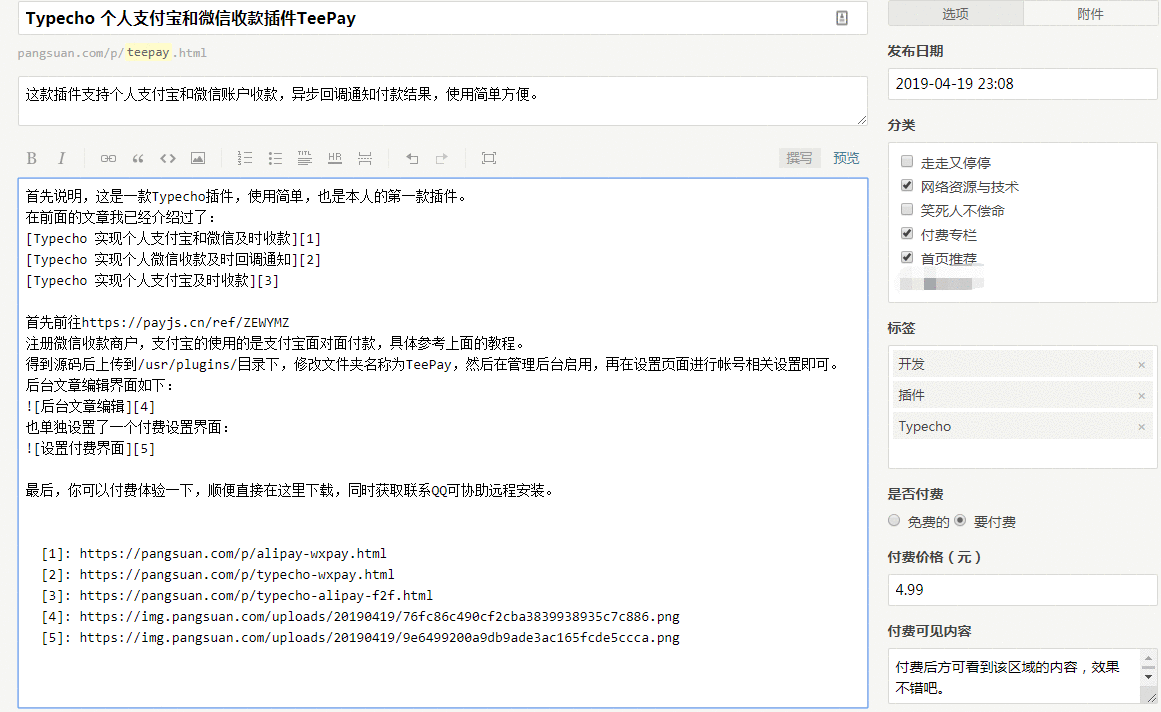 Typecho 个人支付宝和微信收款插件TeePay
pangsuan.com/p/teepay.html
这款插件支持个人支付宝和微信账户收款，异步回调通知付款结果，使用简单方便。
B I HR 撰写 预览
首先说明，这是一款Typecho插件，使用简单，也是本人的第一款插件。
在前面的文章我已经介绍过了：
[Typecho 实现个人支付宝和微信及时收款][1]
[Typecho 实现个人微信收款及时回调通知][2]
[Typecho 实现个人支付宝及时收款][3]
首先前往https://payjs.cn/ref/ZEWYMZ
注册微信收款商户，支付宝的使用的是支付宝面对面付款，具体参考上面的教程。
得到源码后上传到/usr/plugins/目录下，修改文件夹名称为TeePay，然后在管理后台启用，再在设置页面进行帐号相关设置即可。
后台文章编辑界面如下：
![后台文章编辑][4]
也单独设置了一个付费设置界面：
![设置付费界面][5]
最后，你可以付费体验一下，顺便直接在这里下载，同时获取联系QQ可协助远程安装。
[1]: https://pangsuan.com/p/alipay-wxpay.html
[2]: https://pangsuan.com/p/typecho-wxpay.html
[3]: https://pangsuan.com/p/typecho-alipay-f2f.html
[4]: https://img.pangsuan.com/uploads/20190419/76fc86c490cf2cba3839938935c7c886.png
[5]: https://img.pangsuan.com/uploads/20190419/9e6499200a9db9ade3ac165fcde5ccca.png
选项 附件
发布日期
2019-04-19 23:08
分类
走走又停停
网络资源与技术
笑死人不偿命
付费专栏
首页推荐
标签
开发 ×
插件 ×
Typecho ×
是否付费
免费的 要付费
付费价格（元）
4.99
付费可见内容
付费后方可看到该区域的内容，效果
不错吧。